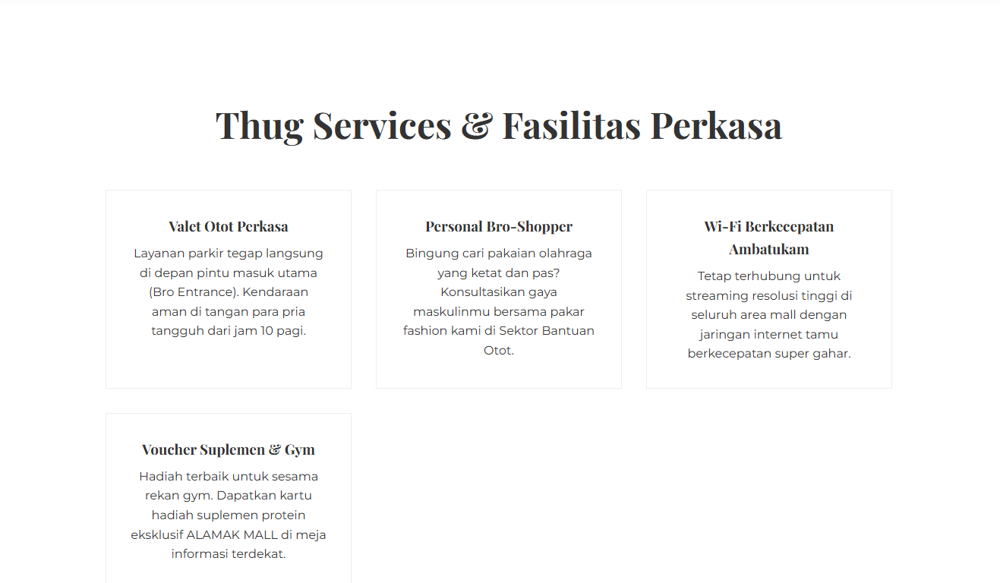 Thug Services & Fasilitas Perkasa
Valet Otot Perkasa
Layanan parkir tegap langsung
di depan pintu masuk utama
(Bro Entrance). Kendaraan
aman di tangan para pria
tangguh dari jam 10 pagi.
Personal Bro-Shopper
Bingung cari pakaian olahraga
yang ketat dan pas?
Konsultasikan gaya
maskulinmu bersama pakar
fashion kami di Sektor Bantuan
Otot.
Wi-Fi Berkecepatan
Ambatukam
Tetap terhubung untuk
streaming resolusi tinggi di
seluruh area mall dengan
jaringan internet tamu
berkecepatan super gahar.
Voucher Suplemen & Gym
Hadiah terbaik untuk sesama
rekan gym. Dapatkan kartu
hadiah suplemen protein
eksklusif ALAMAK MALL di meja
informasi terdekat.